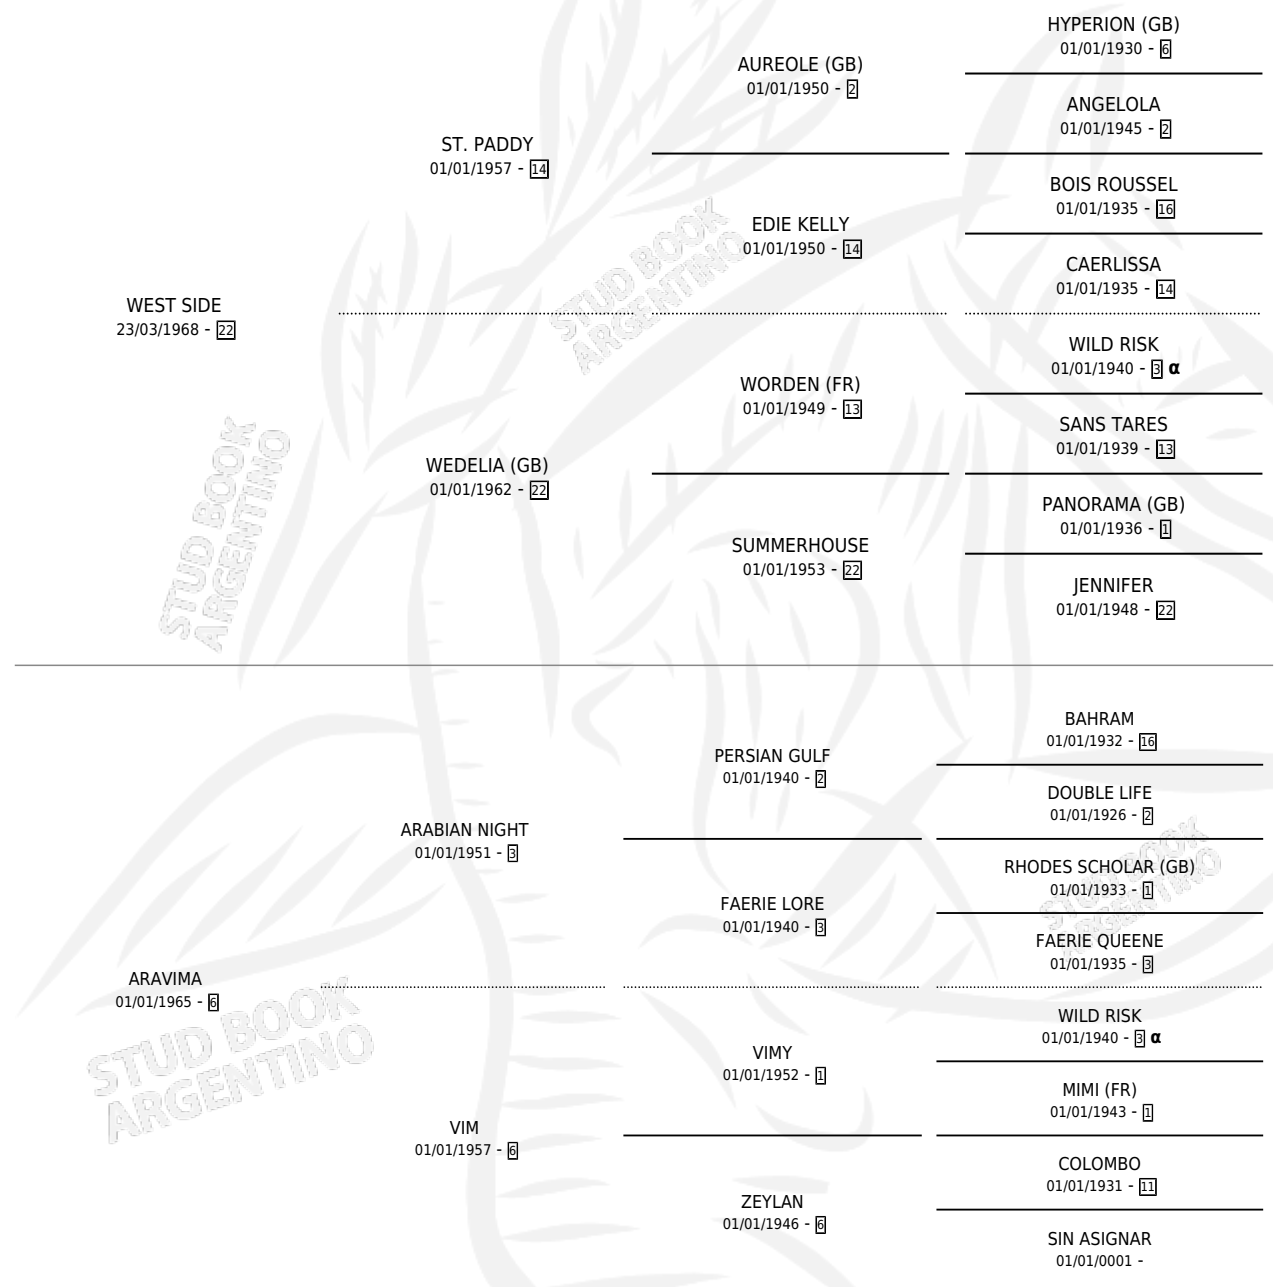 HYPERION (GB)
01/01/1930 - 6
AUREOLE (GB)
01/01/1950 - 2
ANGELOLA
01/01/1945 - 2
ST. PADDY
01/01/1957 - 14
BOIS ROUSSEL
01/01/1935 - 16
EDIE KELLY
01/01/1950 - 14
CAERLISSA
01/01/1935 - 14
WEST SIDE
23/03/1968 - 22
WILD RISK
01/01/1940 - 3 α
WORDEN (FR)
01/01/1949 - 13
SANS TARES
01/01/1939 - 13
WEDELIA (GB)
01/01/1962 - 22
PANORAMA (GB)
01/01/1936 - 1
SUMMERHOUSE
01/01/1953 - 22
JENNIFER
01/01/1948 - 22
BAHRAM
01/01/1932 - 16
PERSIAN GULF
01/01/1940 - 2
DOUBLE LIFE
01/01/1926 - 2
ARABIAN NIGHT
01/01/1951 - 3
RHODES SCHOLAR (GB)
01/01/1933 - 1
FAERIE LORE
01/01/1940 - 3
FAERIE QUEENE
01/01/1935 - 3
ARAVIMA
01/01/1965 - 6
WILD RISK
01/01/1940 - 3 α
VIMY
01/01/1952 - 1
MIMI (FR)
01/01/1943 - 1
VIM
01/01/1957 - 6
COLOMBO
01/01/1931 - 11
ZEYLAN
01/01/1946 - 6
SIN ASIGNAR
01/01/0001 -
STUD BOOK
ARGENTINO
STUD BOOK
ARGENTINO
STUD BOOK
ARGENTINO
STUD BOOK
ARGENTINO